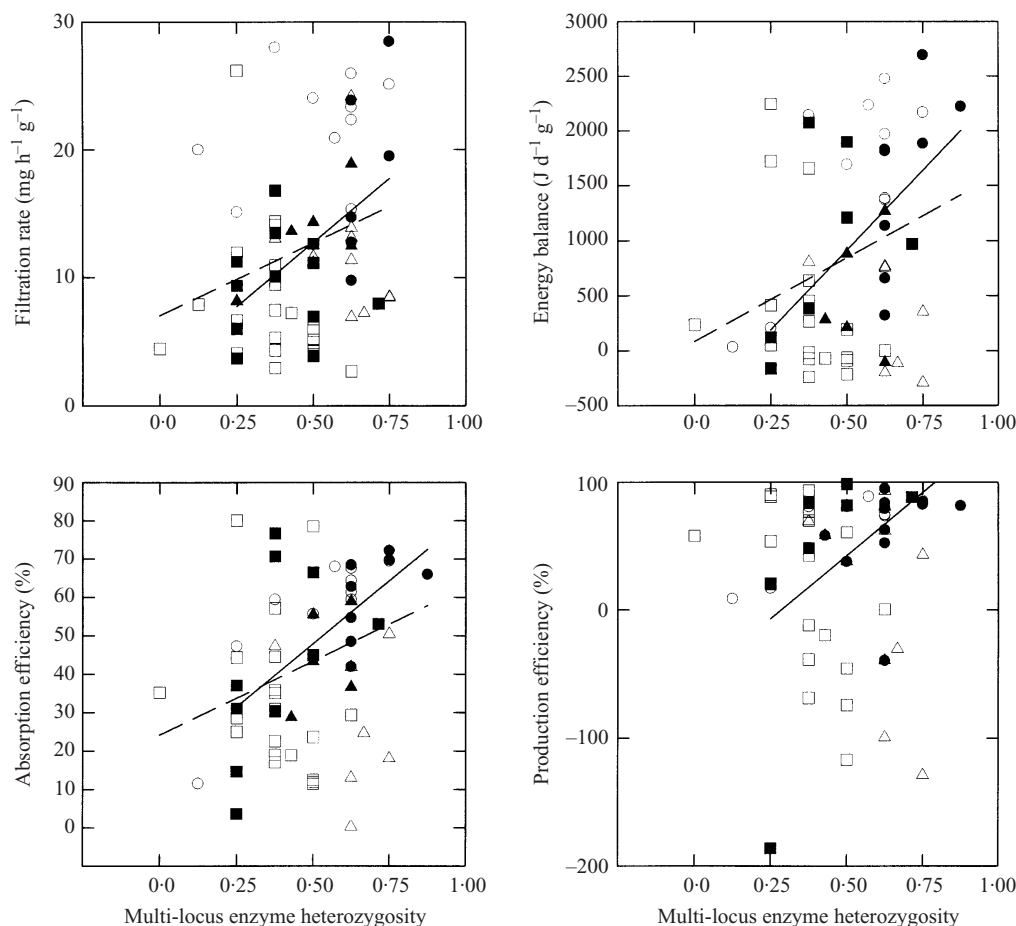 30
20
10
0
Filtration rate (mg h⁻¹ g⁻¹)
0·0 0·25 0·50 0·75 1·00
3000
2500
2000
1500
1000
500
0
−500
Energy balance (J d⁻¹ g⁻¹)
0·0 0·25 0·50 0·75 1·00
90
80
70
60
50
40
30
20
10
0
Absorption efficiency (%)
0·0 0·25 0·50 0·75 1·00
Multi-locus enzyme heterozygosity
100
0
−100
−200
Production efficiency (%)
0·0 0·25 0·50 0·75 1·00
Multi-locus enzyme heterozygosity